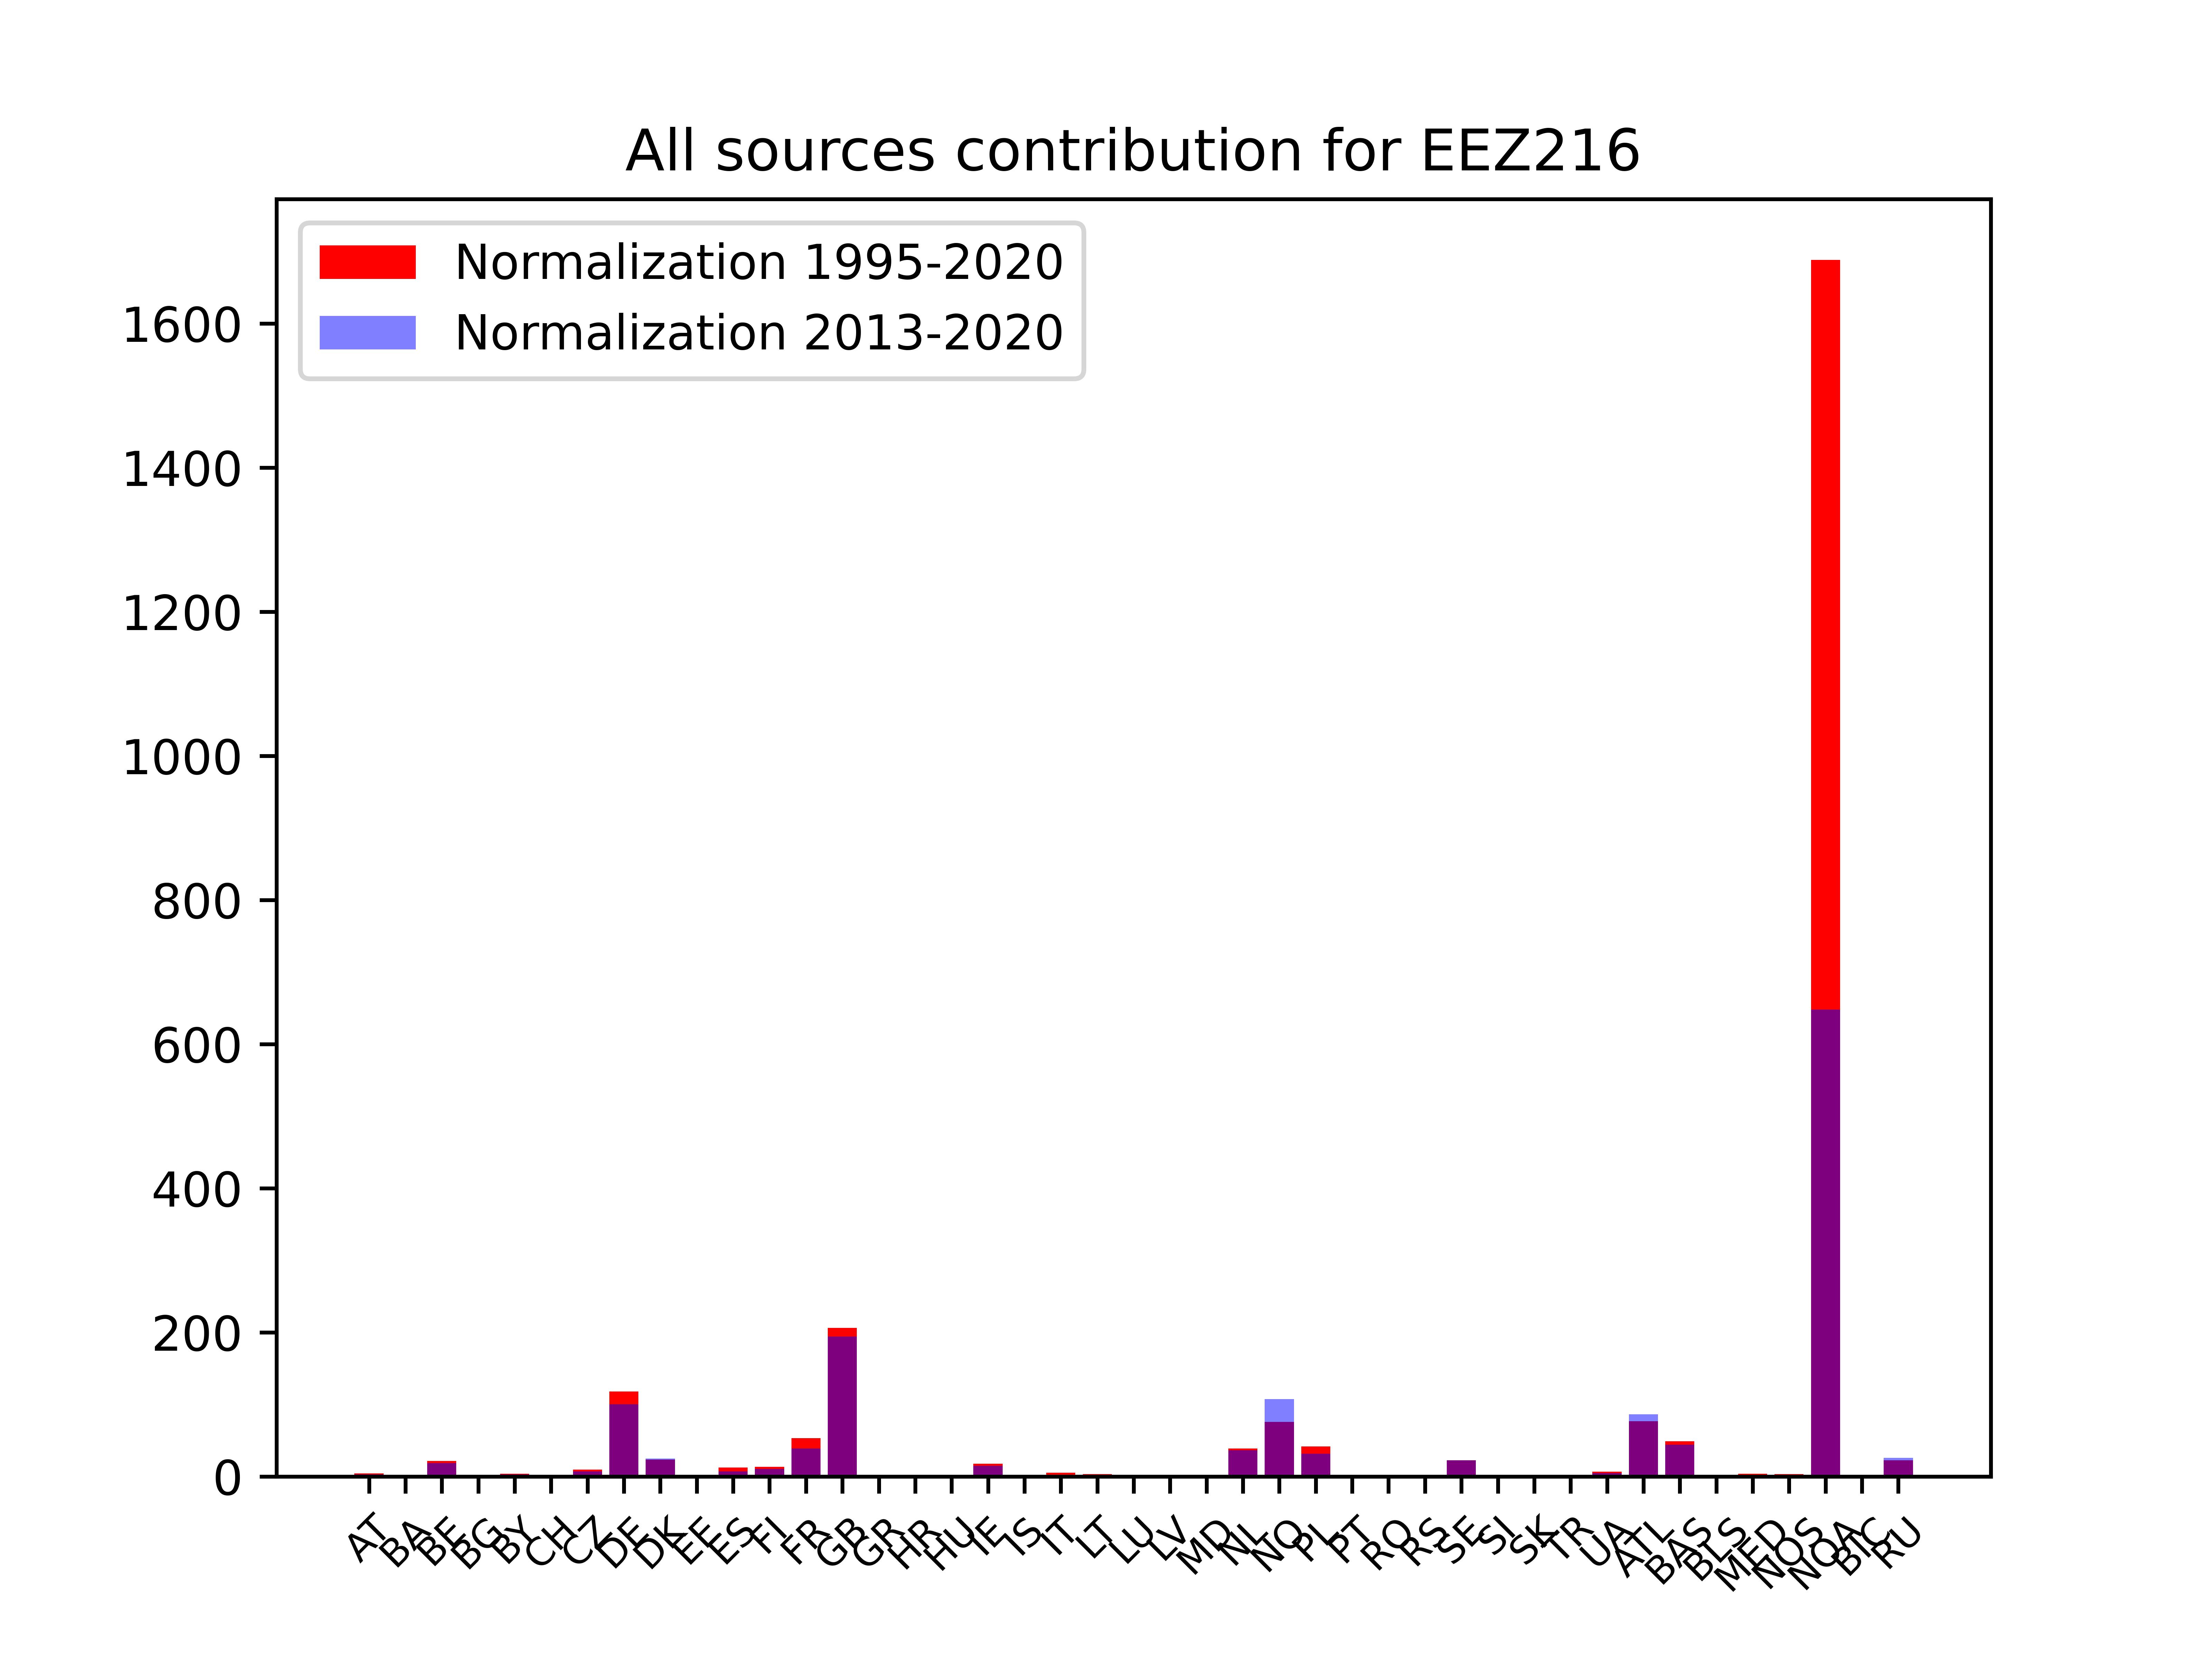 All sources contribution for EEZ216
Normalization 1995-2020
Normalization 2013-2020
1600
1400
1200
1000
800
600
400
200
0
AT
BA
BE
BG
BY
CH
CZ
DE
DK
EE
ES
FI
FR
GB
GR
HR
HU
IE
IS
IT
LT
LU
LV
MD
NL
NO
PL
PT
RO
RS
SE
SI
SK
TR
UA
ATL
BAS
BLS
MED
NOS
NOA
BIC
RU